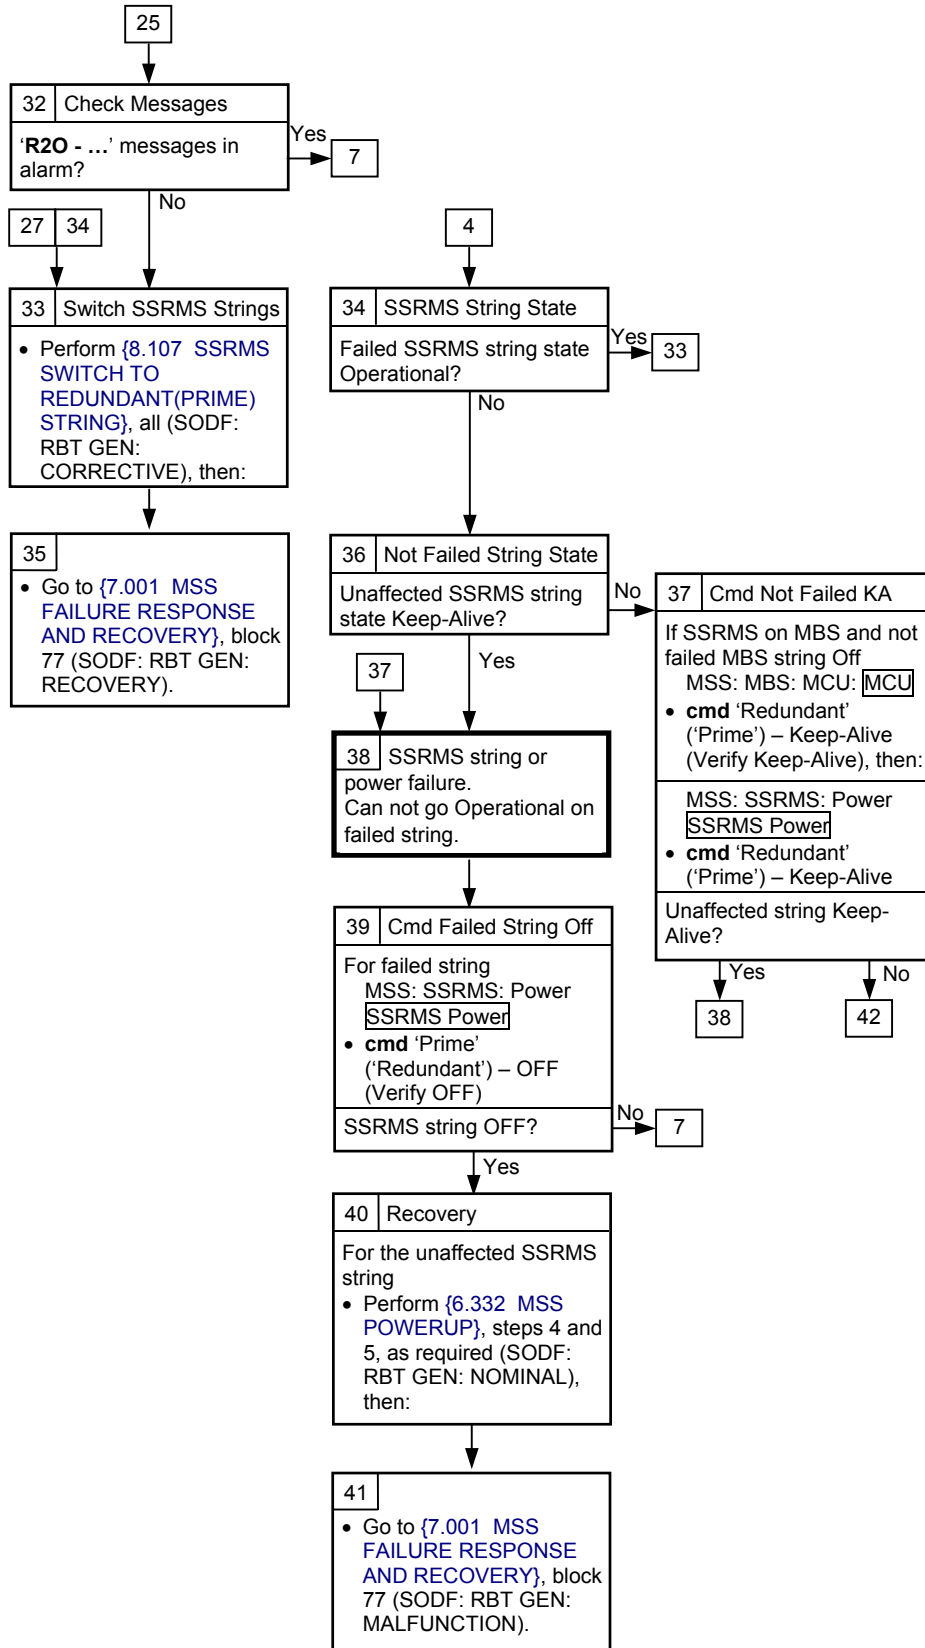 25
32 Check Messages
‘R2O - …’ messages in
alarm?
Yes
7
No
27 34
33 Switch SSRMS Strings
• Perform {8.107 SSRMS
SWITCH TO
REDUNDANT(PRIME)
STRING}, all (SODF:
RBT GEN:
CORRECTIVE), then:
35
• Go to {7.001 MSS
FAILURE RESPONSE
AND RECOVERY}, block
77 (SODF: RBT GEN:
RECOVERY).
4
34 SSRMS String State
Failed SSRMS string state
Operational?
Yes
33
No
36 Not Failed String State
Unaffected SSRMS string
state Keep-Alive?
No
Yes
37 Cmd Not Failed KA
If SSRMS on MBS and not
failed MBS string Off
MSS: MBS: MCU: MCU
• cmd ‘Redundant’
(‘Prime’) – Keep-Alive
(Verify Keep-Alive), then:
MSS: SSRMS: Power
SSRMS Power
• cmd ‘Redundant’
(‘Prime’) – Keep-Alive
Unaffected string Keep-
Alive?
Yes
No
38
42
37
38 SSRMS string or
power failure.
Can not go Operational on
failed string.
39 Cmd Failed String Off
For failed string
MSS: SSRMS: Power
SSRMS Power
• cmd ‘Prime’
(‘Redundant’) – OFF
(Verify OFF)
SSRMS string OFF?
No
7
Yes
40 Recovery
For the unaffected SSRMS
string
• Perform {6.332 MSS
POWERUP}, steps 4 and
5, as required (SODF:
RBT GEN: NOMINAL),
then:
41
• Go to {7.001 MSS
FAILURE RESPONSE
AND RECOVERY}, block
77 (SODF: RBT GEN:
MALFUNCTION).